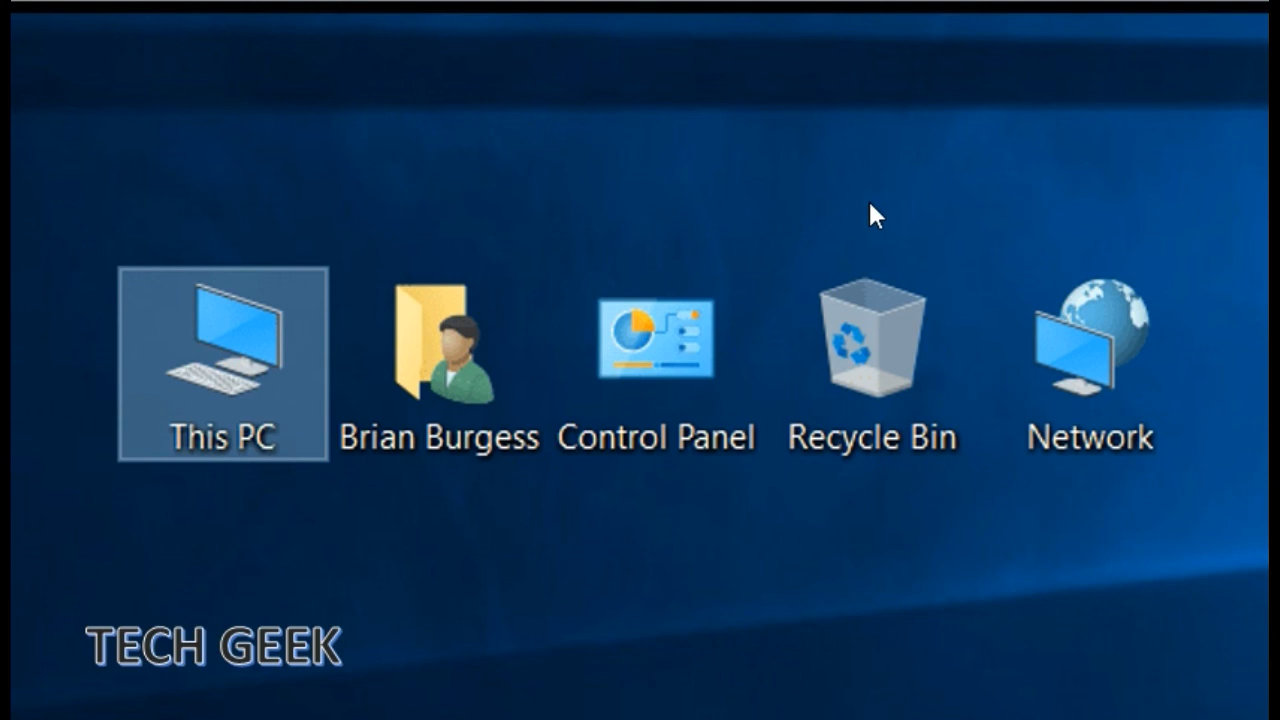 This PC
Brian Burgess
Control Panel
Recycle Bin
Network
TECH GEEK